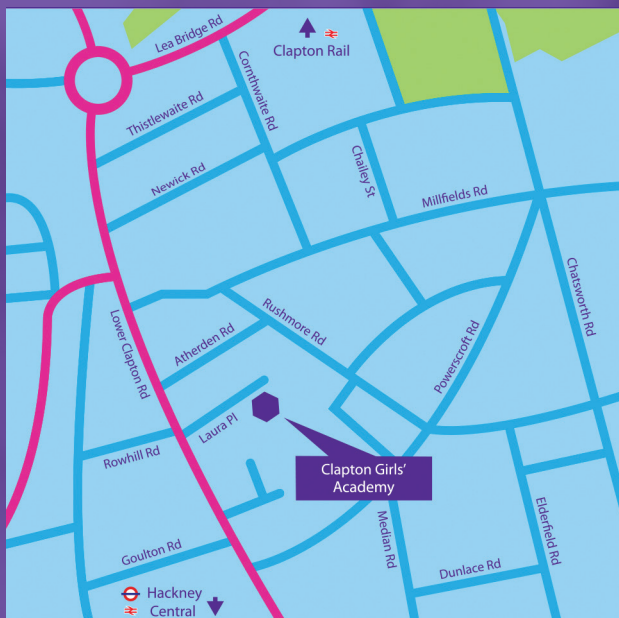 Lea Bridge Rd
Clapton Rail
Cornthwaite Rd
Thistlewaite Rd
Chailey St
Newick Rd
Millfields Rd
Chatsworth Rd
Rushmore Rd
Lower Clapton Rd
Atherden Rd
Powerscroft Rd
Laura Pl
Rowhill Rd
Clapton Girls'
Academy
Median Rd
Elderfield Rd
Goulton Rd
Dunlace Rd
Hackney
Central